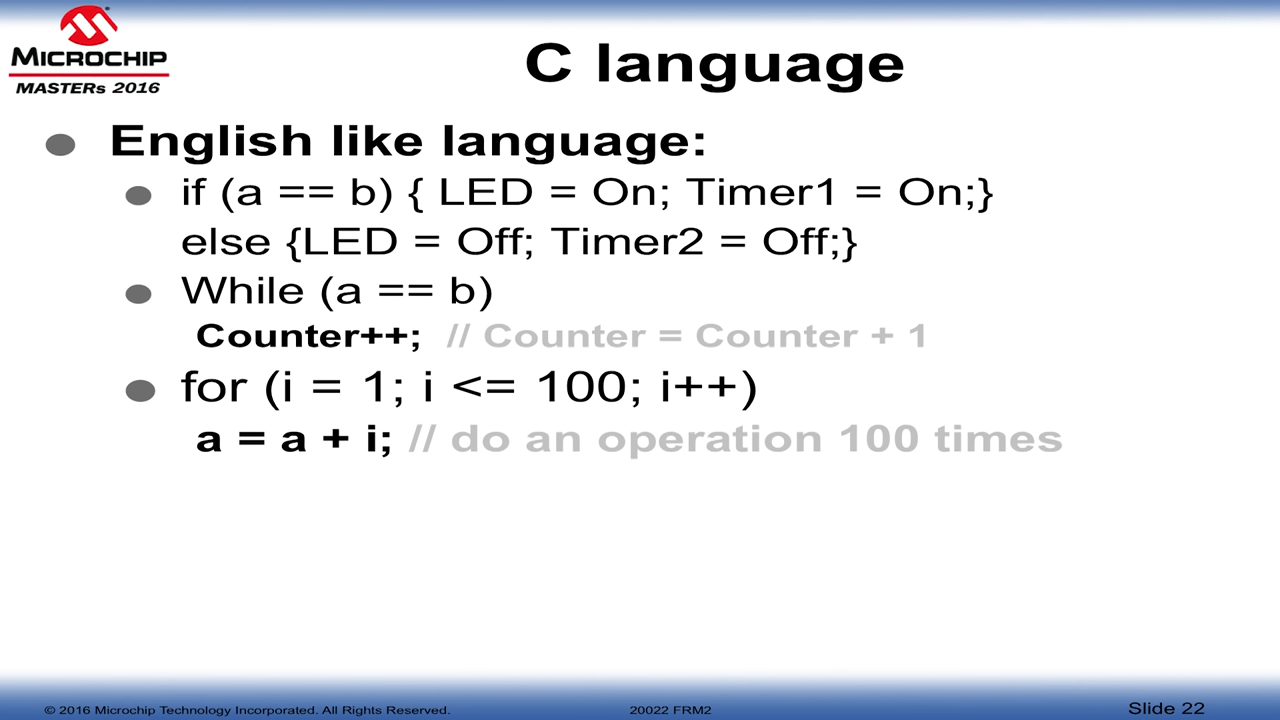 MICROCHIP
MASTERs 2016
C language
English like language:
if (a == b) { LED = On; Timer1 = On;}
else {LED = Off; Timer2 = Off;}
While (a == b)
Counter++; // Counter = Counter + 1
for (i = 1; i <= 100; i++)
a = a + i; // do an operation 100 times
© 2016 Microchip Technology Incorporated. All Rights Reserved. 20022 FRM2 Slide 22